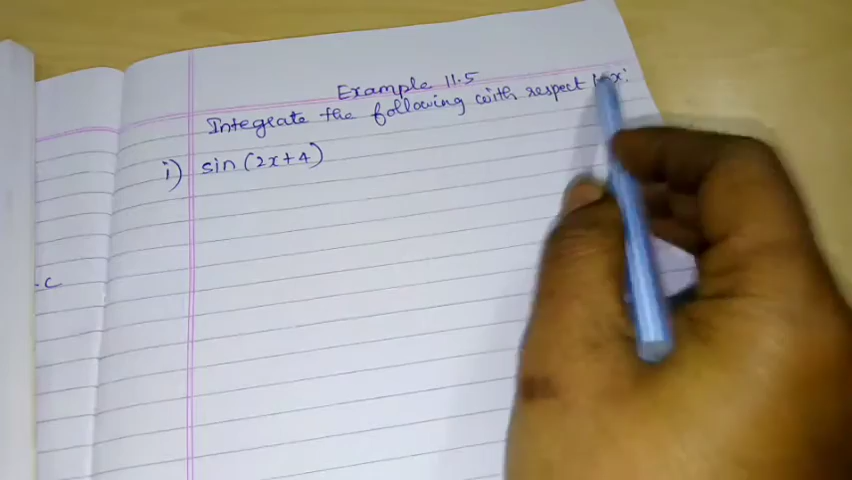 Example 11.5
Integrate the following with respect to x:
i) sin (2x+4)
-c